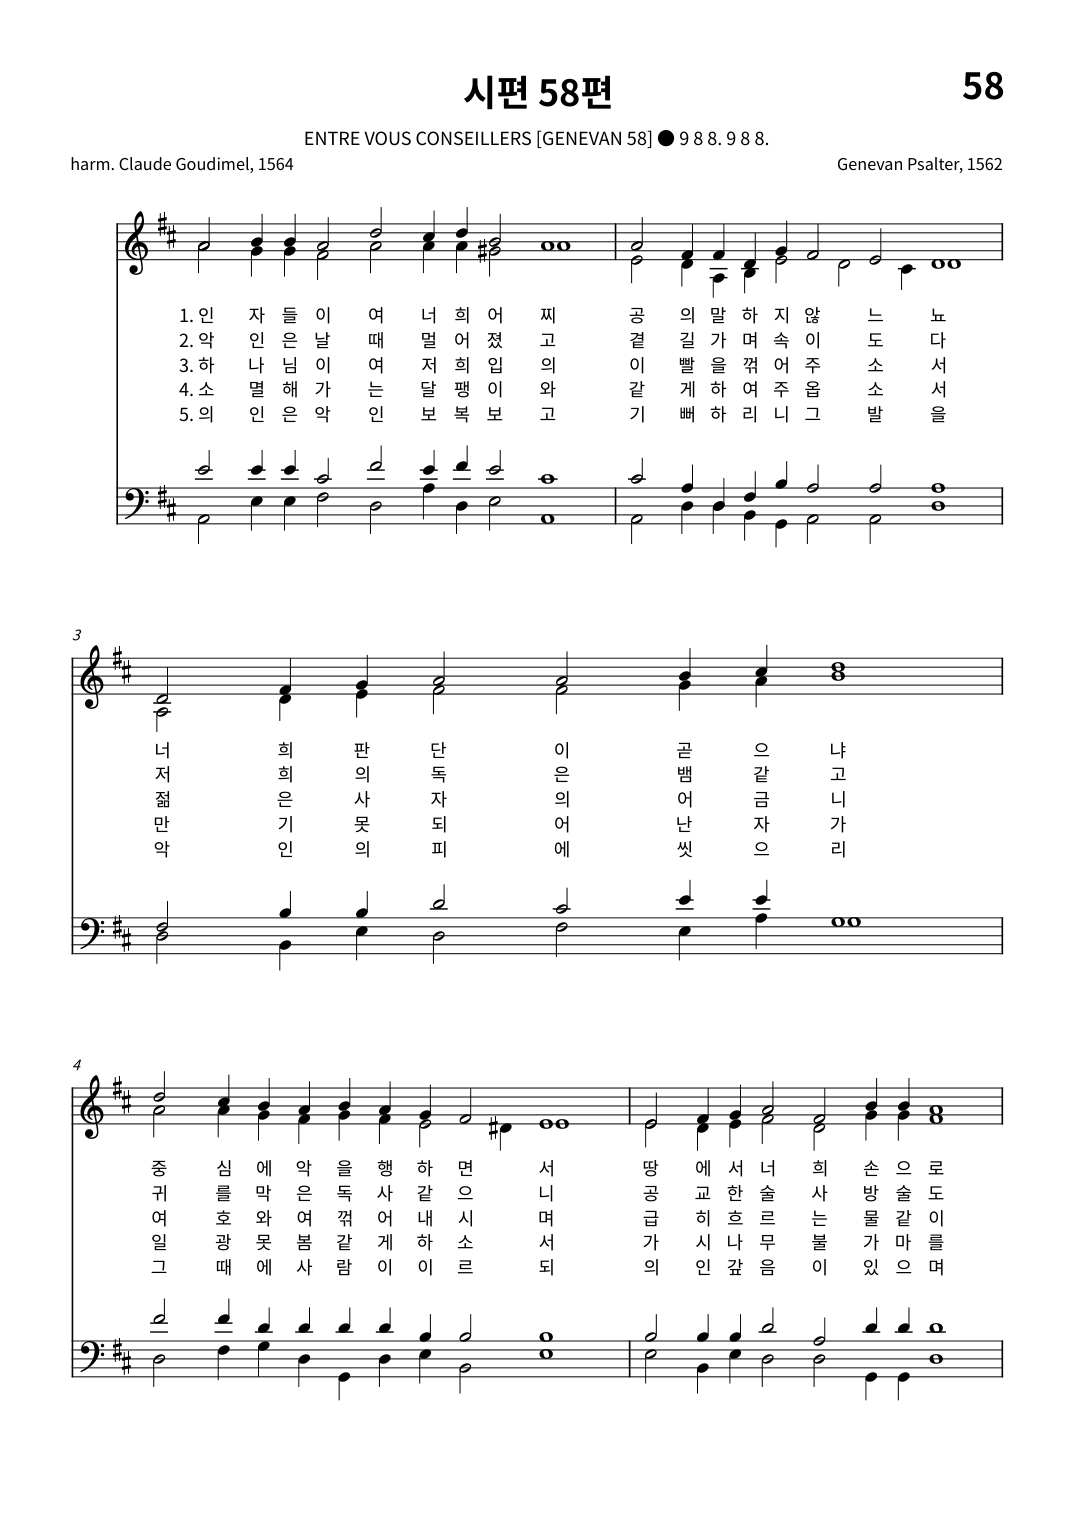 시편 58편
58
ENTRE VOUS CONSEILLERS [GENEVAN 58] ● 9 8 8. 9 8 8.
harm. Claude Goudimel, 1564
Genevan Psalter, 1562
1. 인 자 들 이 여 너 희 어 찌 공 의 말 하 지 않 느 뇨
2. 악 인 은 날 때 멀 어 졌 고 곁 길 가 며 속 이 도 다
3. 하 나 님 이 여 저 희 입 의 이 빨 을 꺾 어 주 소 서
4. 소 멸 해 가 는 달 팽 이 와 같 게 하 여 주 옵 소 서
5. 의 인 은 악 인 보 복 보 고 기 뻐 하 리 니 그 발 을
3
너 희 판 단 이 곧 으 냐
저 희 의 독 은 뱀 같 고
젊 은 사 자 의 어 금 니
만 기 못 되 어 난 자 가
악 인 의 피 에 씻 으 리
4
중 심 에 악 을 행 하 면 서 땅 에 서 너 희 손 으 로
귀 를 막 은 독 사 같 으 니 공 교 한 술 사 방 술 도
여 호 와 여 꺾 어 내 시 며 급 히 흐 르 는 물 같 이
일 광 못 봄 같 게 하 소 서 가 시 나 무 불 가 마 를
그 때 에 사 람 이 이 르 되 의 인 갚 음 이 있 으 며